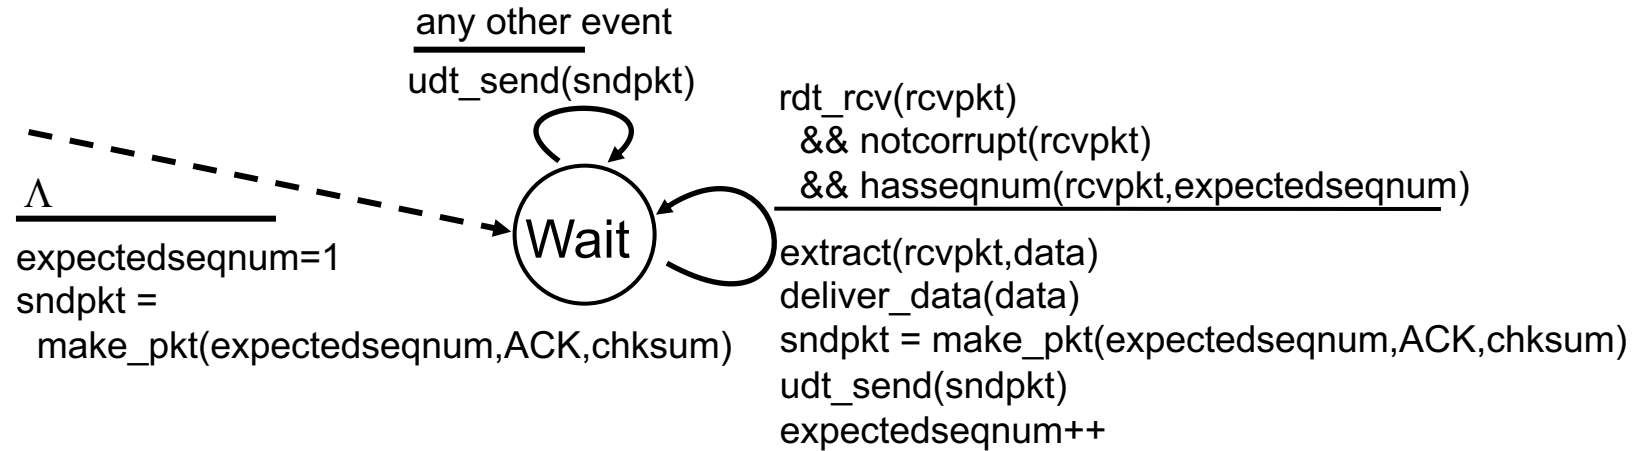 any other event
udt_send(sndpkt)
rdt_rcv(rcvpkt)
&& notcorrupt(rcvpkt)
&& hasseqnum(rcvpkt,expectedseqnum)
Λ
Wait
expectedseqnum=1
sndpkt =
make_pkt(expectedseqnum,ACK,chksum)
extract(rcvpkt,data)
deliver_data(data)
sndpkt = make_pkt(expectedseqnum,ACK,chksum)
udt_send(sndpkt)
expectedseqnum++